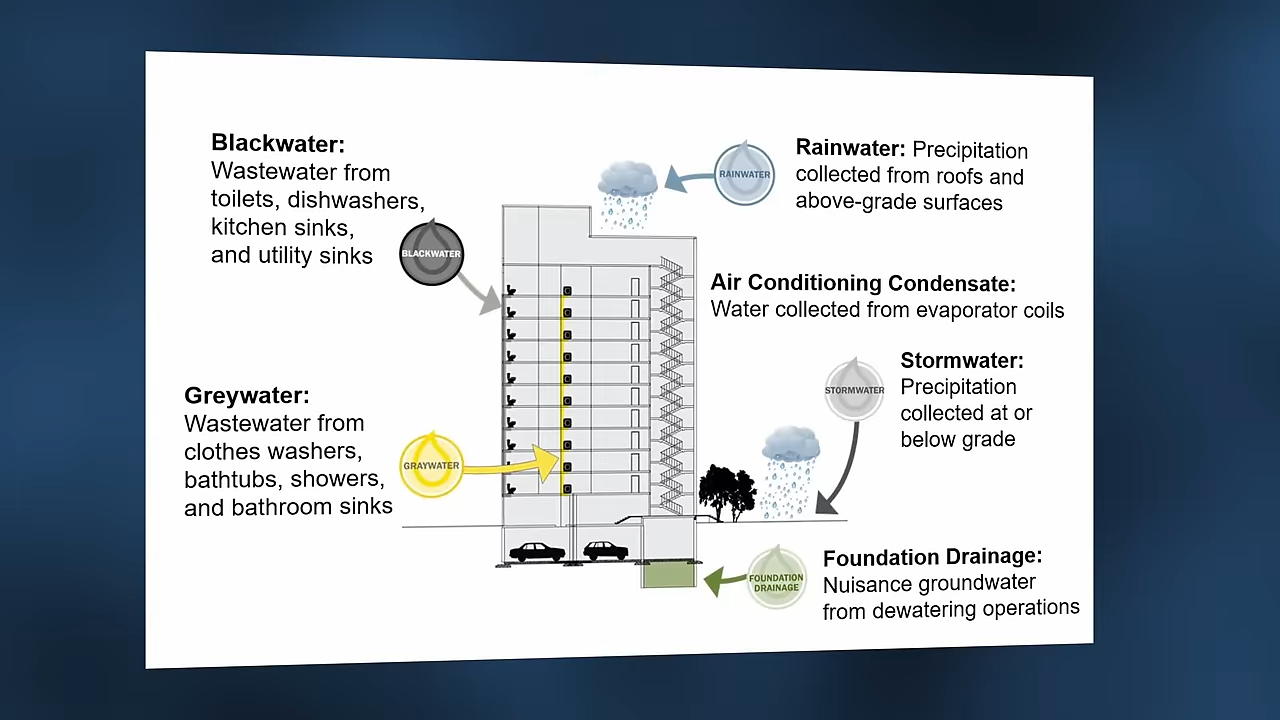 Blackwater:
Wastewater from
toilets, dishwashers,
kitchen sinks,
and utility sinks
BLACKWATER
Greywater:
Wastewater from
clothes washers,
bathtubs, showers,
and bathroom sinks
GRAYWATER
RAINWATER
Rainwater: Precipitation
collected from roofs and
above-grade surfaces
Air Conditioning Condensate:
Water collected from evaporator coils
STORMWATER
Stormwater:
Precipitation
collected at or
below grade
FOUNDATION
DRAINAGE
Foundation Drainage:
Nuisance groundwater
from dewatering operations